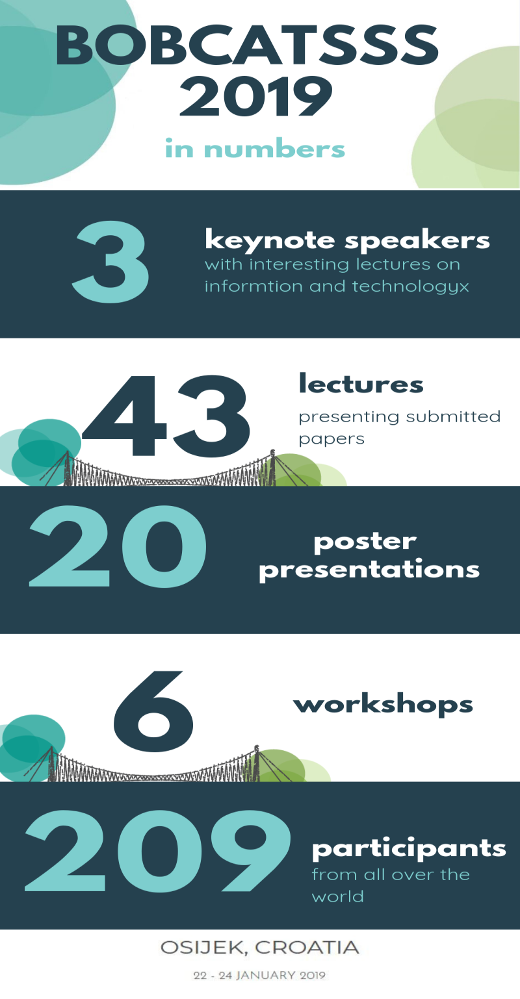 BOBCATSSS
2019
in numbers
3
keynote speakers
with interesting lectures on
informtion and technologyx
43
lectures
presenting submitted
papers
20
poster
presentations
6
workshops
209
participants
from all over the
world
OSIJEK, CROATIA
22 - 24 JANUARY 2019